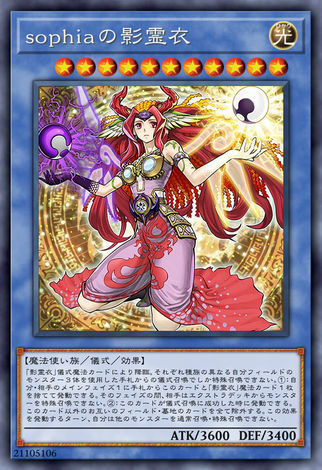 sophiaの影霊衣
光
【魔法使い族／儀式／効果】
「影霊衣」儀式魔法カードにより降臨。それぞれ種族の異なる自分フィールドの
モンスター３体を使用した手札からの儀式召喚でしか特殊召喚できない。①：自
分・相手のメインフェイズ１に手札からこのカードと「影霊衣」魔法カード１枚
を捨てて発動できる。そのフェイズの間、相手はエクストラデッキからモンスタ
ーを特殊召喚できない。②：このカードが儀式召喚に成功した時に発動できる。
このカード以外のお互いのフィールド・墓地のカードを全て除外する。この効果
を発動するターン、自分は他のモンスターを通常召喚・特殊召喚できない。
ATK/3600 DEF/3400
21105106